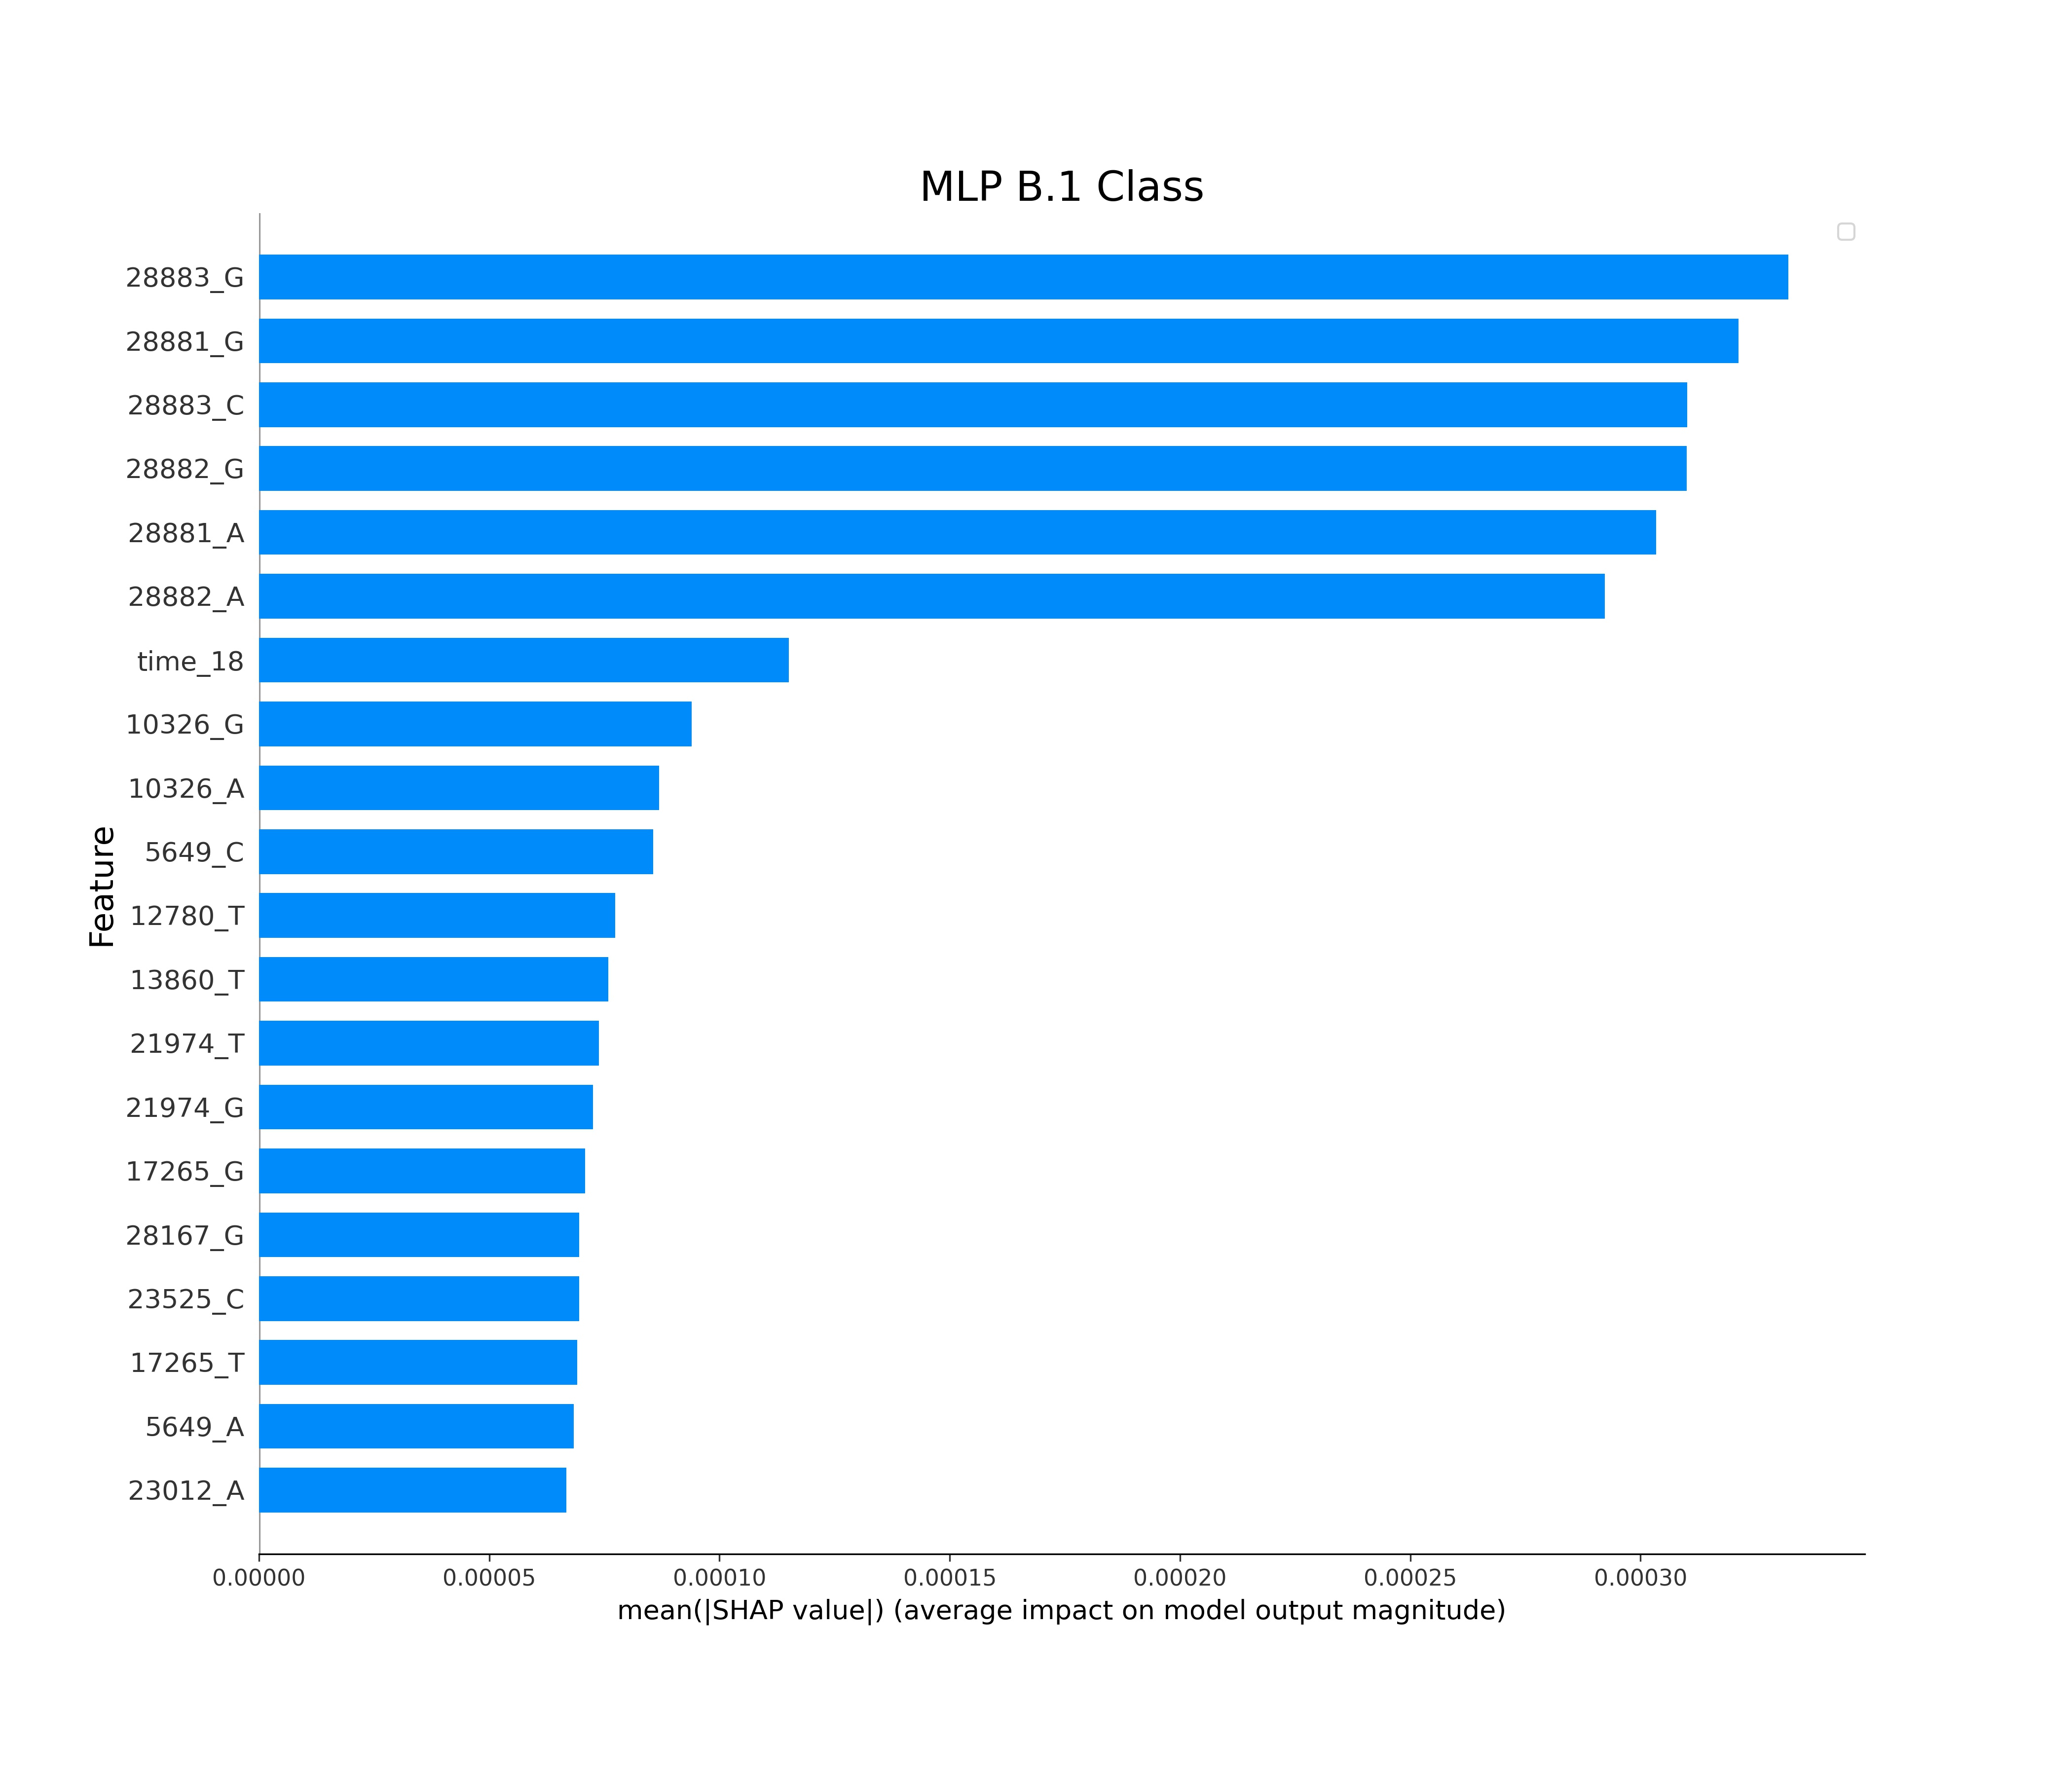 MLP B.1 Class
28883_G
28881_G
28883_C
28882_G
28881_A
28882_A
time_18
10326_G
10326_A
5649_C
12780_T
13860_T
21974_T
21974_G
17265_G
28167_G
23525_C
17265_T
5649_A
23012_A
Feature
0.00000 0.00005 0.00010 0.00015 0.00020 0.00025 0.00030
mean(|SHAP value|) (average impact on model output magnitude)